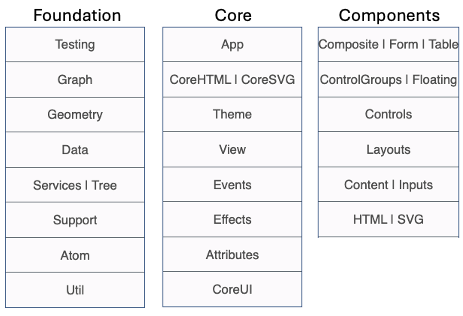 Foundation
Testing
Graph
Geometry
Data
Services | Tree
Support
Atom
Util
Core
App
CoreHTML | CoreSVG
Theme
View
Events
Effects
Attributes
CoreUI
Components
Composite | Form | Table
ControlGroups | Floating
Controls
Layouts
Content | Inputs
HTML | SVG